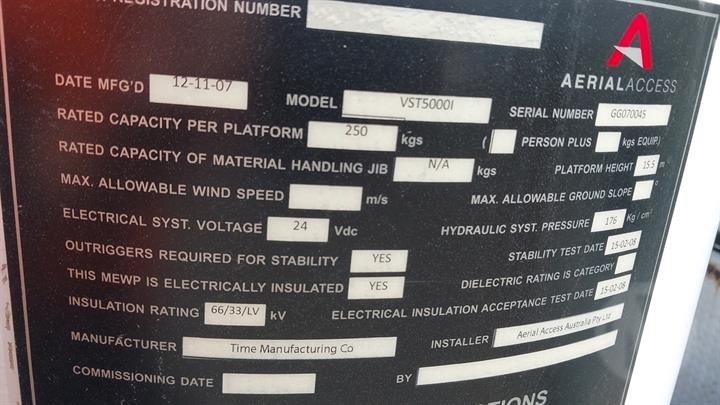 REGISTRATION NUMBER
AERIALACCESS
DATE MFG'D 12-11-07
MODEL VST5000I
SERIAL NUMBER GG070045
RATED CAPACITY PER PLATFORM 250 kgs ( PERSON PLUS kgs EQUIP.)
RATED CAPACITY OF MATERIAL HANDLING JIB N/A kgs
PLATFORM HEIGHT 15.5 m
MAX. ALLOWABLE WIND SPEED m/s
MAX. ALLOWABLE GROUND SLOPE °
ELECTRICAL SYST. VOLTAGE 24 Vdc
HYDRAULIC SYST. PRESSURE 176 Kg / cm²
OUTRIGGERS REQUIRED FOR STABILITY YES
STABILITY TEST DATE 15-02-08
THIS MEWP IS ELECTRICALLY INSULATED YES
DIELECTRIC RATING IS CATEGORY
INSULATION RATING 66/33/LV kV
ELECTRICAL INSULATION ACCEPTANCE TEST DATE 15-02-08
MANUFACTURER Time Manufacturing Co
INSTALLER Aerial Access Australia Pty Ltd
COMMISSIONING DATE
BY